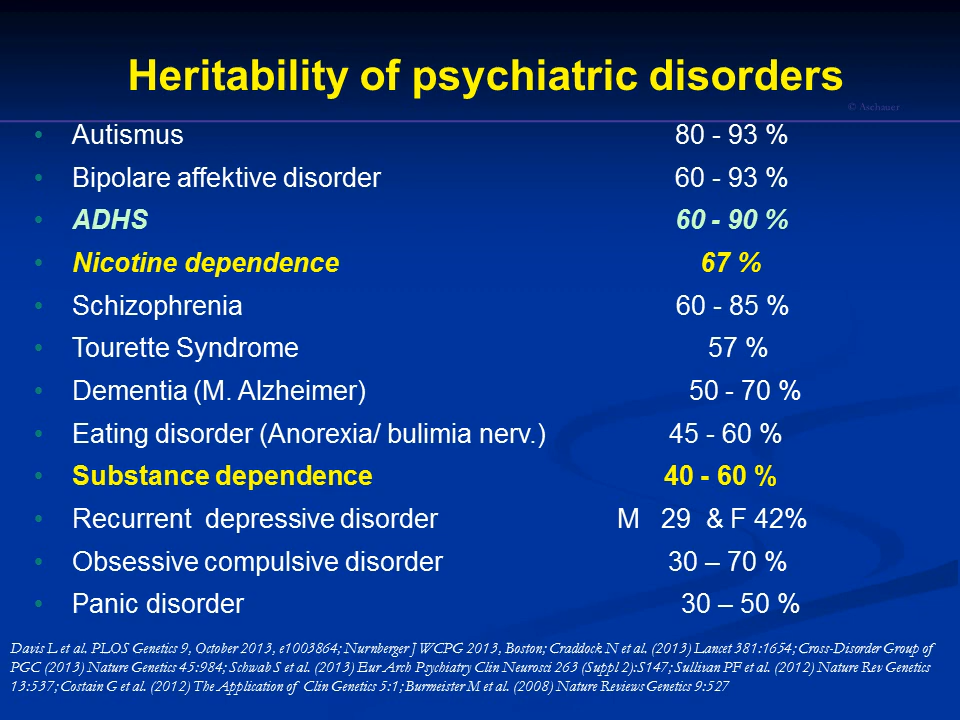 Heritability of psychiatric disorders
© Aschauer
• Autismus 80 - 93 %
• Bipolare affektive disorder 60 - 93 %
• ADHS 60 - 90 %
• Nicotine dependence 67 %
• Schizophrenia 60 - 85 %
• Tourette Syndrome 57 %
• Dementia (M. Alzheimer) 50 - 70 %
• Eating disorder (Anorexia/ bulimia nerv.) 45 - 60 %
• Substance dependence 40 - 60 %
• Recurrent depressive disorder M 29 & F 42%
• Obsessive compulsive disorder 30 – 70 %
• Panic disorder 30 – 50 %
Davis L et al. PLOS Genetics 9, October 2013, e1003864; Nurnberger J WCPG 2013, Boston; Craddock N et al. (2013) Lancet 381:1654; Cross-Disorder Group of
PGC (2013) Nature Genetics 45:984; Schwab S et al. (2013) Eur Arch Psychiatry Clin Neurosci 263 (Suppl 2):S147; Sullivan PF et al. (2012) Nature Rev Genetics
13:537; Costain G et al. (2012) The Application of Clin Genetics 5:1; Burmeister M et al. (2008) Nature Reviews Genetics 9:527